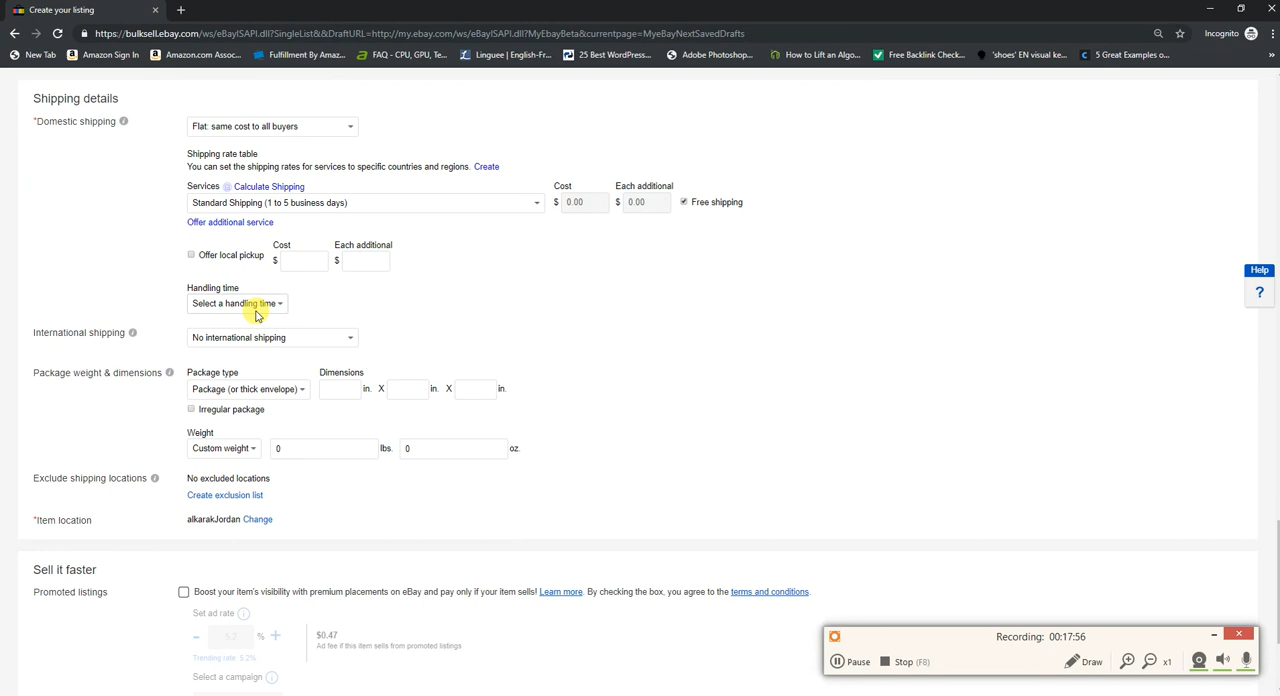 Create your listing
https://bulksell.ebay.com/ws/eBayISAPI.dll?SingleList&&DraftURL=http://my.ebay.com/ws/eBayISAPI.dll?MyEbayBeta&currentpage=MyeBayNextSavedDrafts
Incognito
New Tab Amazon Sign In Amazon.com Assoc... Fulfillment By Amaz... FAQ - CPU, GPU, Te... Linguee | English-Fr... 25 Best WordPress... Adobe Photoshop... How to Lift an Algo... Free Backlink Check... 'shoes' EN visual ke... 5 Great Examples o...
Shipping details
*Domestic shipping
Flat: same cost to all buyers
Shipping rate table
You can set the shipping rates for services to specific countries and regions. Create
Services Calculate Shipping Cost Each additional
Standard Shipping (1 to 5 business days) $ 0.00 $ 0.00 Free shipping
Offer additional service
Cost Each additional
Offer local pickup $ $
Help
?
Handling time
Select a handling time
International shipping
No international shipping
Package weight & dimensions Package type Dimensions
Package (or thick envelope) in. X in. X in.
Irregular package
Weight
Custom weight 0 lbs. 0 oz.
Exclude shipping locations No excluded locations
Create exclusion list
*Item location alkarakJordan Change
Sell it faster
Promoted listings Boost your item's visibility with premium placements on eBay and pay only if your item sells! Learn more. By checking the box, you agree to the terms and conditions.
Set ad rate
- 5.2 % + $0.47
Ad fee if this item sells from promoted listings
Trending rate 5.2%
Select a campaign
Recording: 00:17:56
Pause Stop (F8) Draw x1